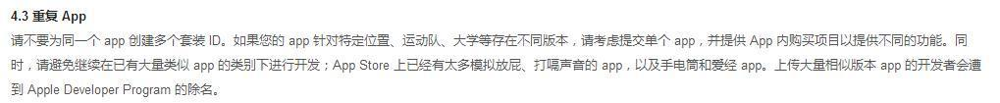 4.3 重复 App
请不要为同一个 app 创建多个套装 ID。如果您的 app 针对特定位置、运动队、大学等存在不同版本，请考虑提交单个 app，并提供 App 内购买项目以提供不同的功能。同
时，请避免继续在已有大量类似 app 的类别下进行开发；App Store 上已经有太多模拟放屁、打嗝声音的 app，以及手电筒和爱经 app。上传大量相似版本 app 的开发者会遭
到 Apple Developer Program 的除名。